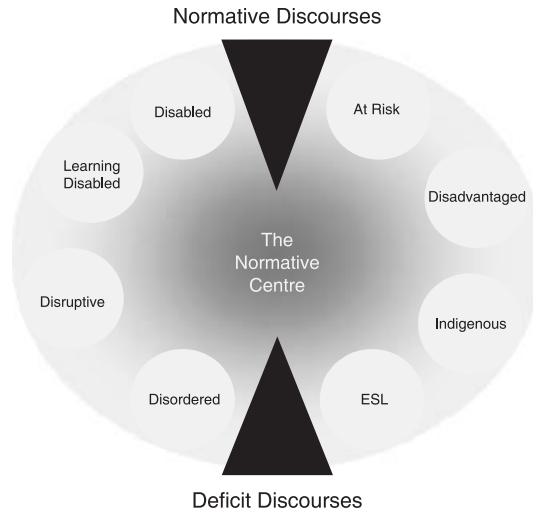 Normative Discourses
Disabled
At Risk
Learning
Disabled
Disadvantaged
The
Normative
Centre
Disruptive
Indigenous
Disordered
ESL
Deficit Discourses